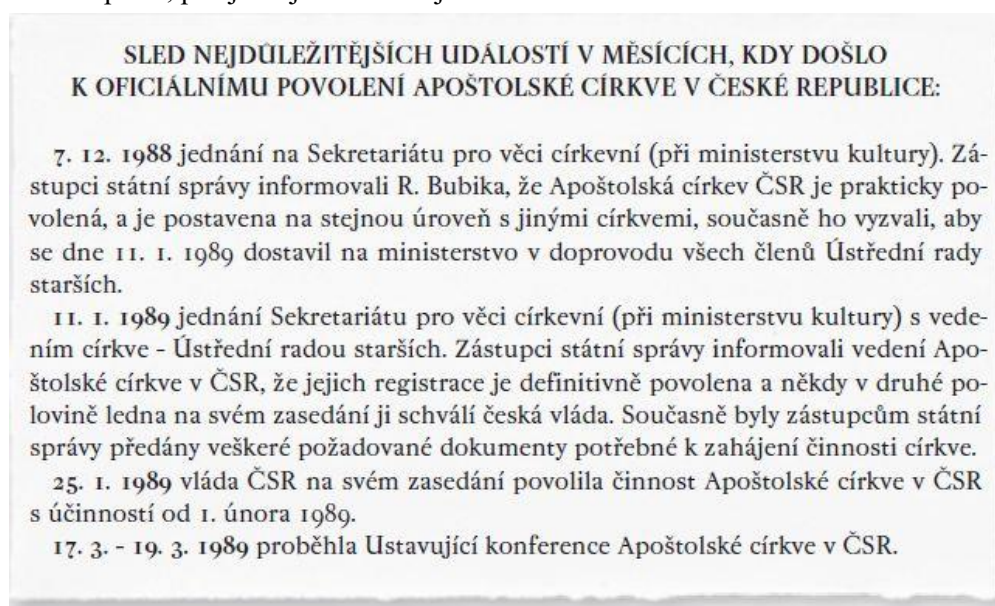 SLED NEJDŮLEŽITĚJŠÍCH UDÁLOSTÍ V MĚSÍCÍCH, KDY DOŠLO
K OFICIÁLNÍMU POVOLENÍ APOŠTOLSKÉ CÍRKVE V ČESKÉ REPUBLICE:
7. 12. 1988 jednání na Sekretariátu pro věci církevní (při ministerstvu kultury). Zá-
stupci státní správy informovali R. Bubika, že Apoštolská církev ČSR je prakticky po-
volená, a je postavena na stejnou úroveň s jinými církvemi, současně ho vyzvali, aby
se dne 11. 1. 1989 dostavil na ministerstvo v doprovodu všech členů Ústřední rady
starších.
11. 1. 1989 jednání Sekretariátu pro věci církevní (při ministerstvu kultury) s vede-
ním církve - Ústřední radou starších. Zástupci státní správy informovali vedení Apo-
štolské církve v ČSR, že jejich registrace je definitivně povolena a někdy v druhé po-
lovině ledna na svém zasedání ji schválí česká vláda. Současně byly zástupcům státní
správy předány veškeré požadované dokumenty potřebné k zahájení činnosti církve.
25. 1. 1989 vláda ČSR na svém zasedání povolila činnost Apoštolské církve v ČSR
s účinností od 1. února 1989.
17. 3. - 19. 3. 1989 proběhla Ustavující konference Apoštolské církve v ČSR.